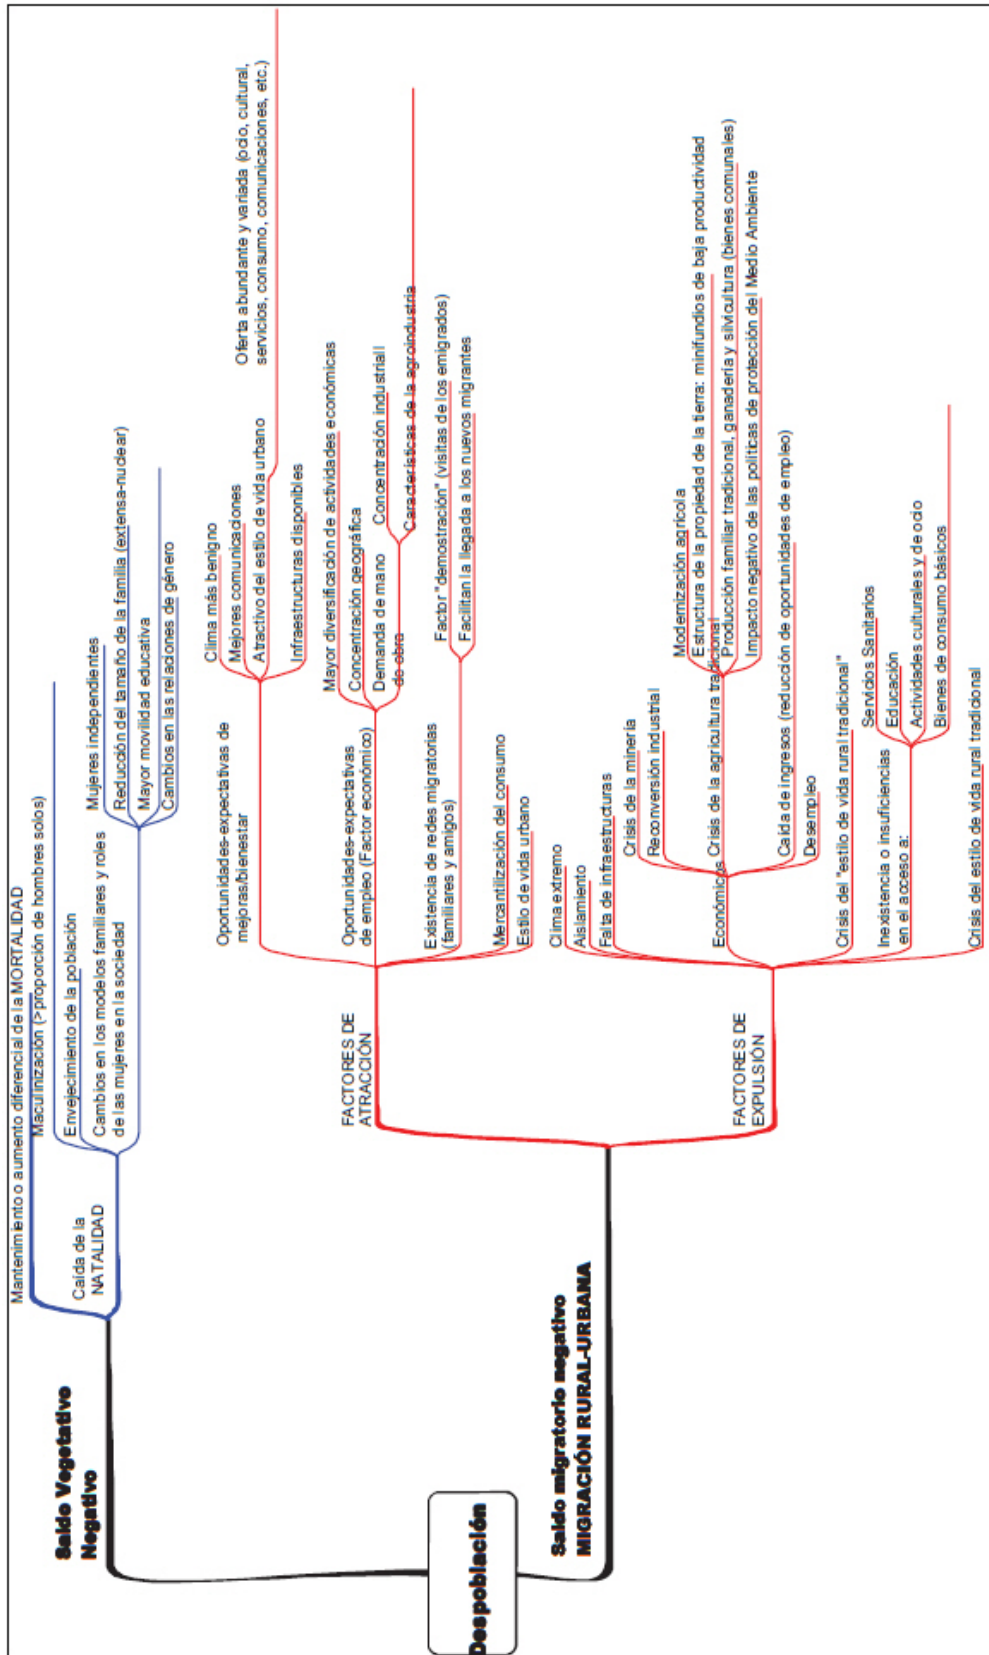 Despoblación
Saldo Vegetativo
Negativo
Mantenimiento o aumento diferencial de la MORTALIDAD
Caída de la
NATALIDAD
Maculinización (>proporción de hombres solos)
Envejecimiento de la población
Cambios en los modelos familiares y roles
de las mujeres en la sociedad
Mujeres independientes
Reducción del tamaño de la familia (extensa-nuclear)
Mayor movilidad educativa
Cambios en las relaciones de género
Saldo migratorio negativo
MIGRACIÓN RURAL-URBANA
FACTORES DE
ATRACCIÓN
Oportunidades-expectativas de
mejoras/bienestar
Clima más benigno
Mejores comunicaciones
Atractivo del estilo de vida urbano
Oferta abundante y variada (ocio, cultural,
servicios, consumo, comunicaciones, etc.)
Infraestructuras disponibles
Oportunidades-expectativas
de empleo (Factor económico)
Mayor diversificación de actividades económicas
Concentración geográfica
Demanda de mano
de obra
Concentración industriall
Características de la agroindustria
Existencia de redes migratorias
(familiares y amigos)
Factor "demostración" (visitas de los emigrados)
Facilitan la llegada a los nuevos migrantes
Mercantilización del consumo
Estilo de vida urbano
FACTORES DE
EXPULSIÓN
Clima extremo
Aislamiento
Falta de infraestructuras
Económicos
Crisis de la minería
Reconversión industrial
Crisis de la agricultura tradicional
Modernización agrícola
Estructura de la propiedad de la tierra: minifundios de baja productividad
Producción familiar tradicional, ganadería y silvicultura (bienes comunales)
Impacto negativo de las políticas de protección del Medio Ambiente
Caída de ingresos (reducción de oportunidades de empleo)
Desempleo
Crisis del "estilo de vida rural tradicional"
Inexistencia o insuficiencias
en el acceso a:
Servicios Sanitarios
Educación
Actividades culturales y de ocio
Bienes de consumo básicos
Crisis del estilo de vida rural tradicional